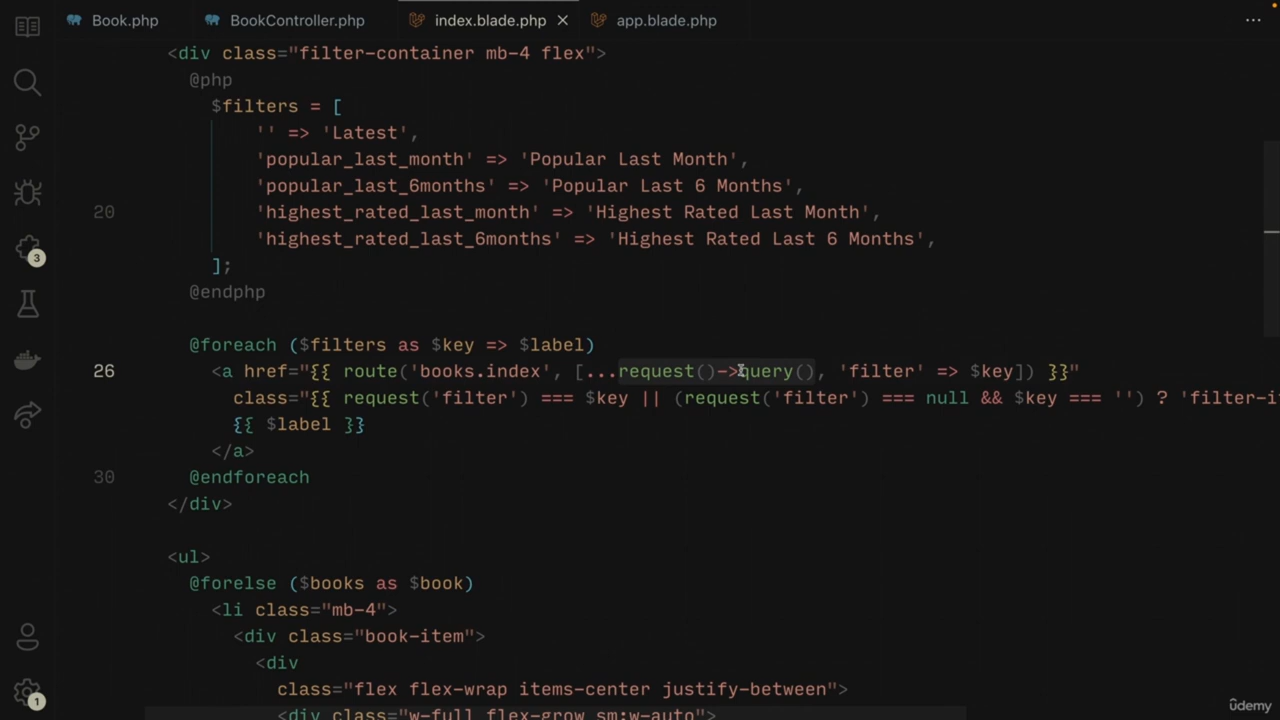 Book.php BookController.php index.blade.php app.blade.php
<div class="filter-container mb-4 flex">
@php
$filters = [
'' => 'Latest',
'popular_last_month' => 'Popular Last Month',
'popular_last_6months' => 'Popular Last 6 Months',
20 'highest_rated_last_month' => 'Highest Rated Last Month',
'highest_rated_last_6months' => 'Highest Rated Last 6 Months',
];
@endphp
@foreach ($filters as $key => $label)
26 <a href="{{ route('books.index', [...request()->query(), 'filter' => $key]) }}"
class="{{ request('filter') === $key || (request('filter') === null && $key === '') ? 'filter-i
{{ $label }}
</a>
30 @endforeach
</div>
<ul>
@forelse ($books as $book)
<li class="mb-4">
<div class="book-item">
<div
class="flex flex-wrap items-center justify-between">
<div class="w-full flex-grow sm:w-auto">
3
1
ûdemy